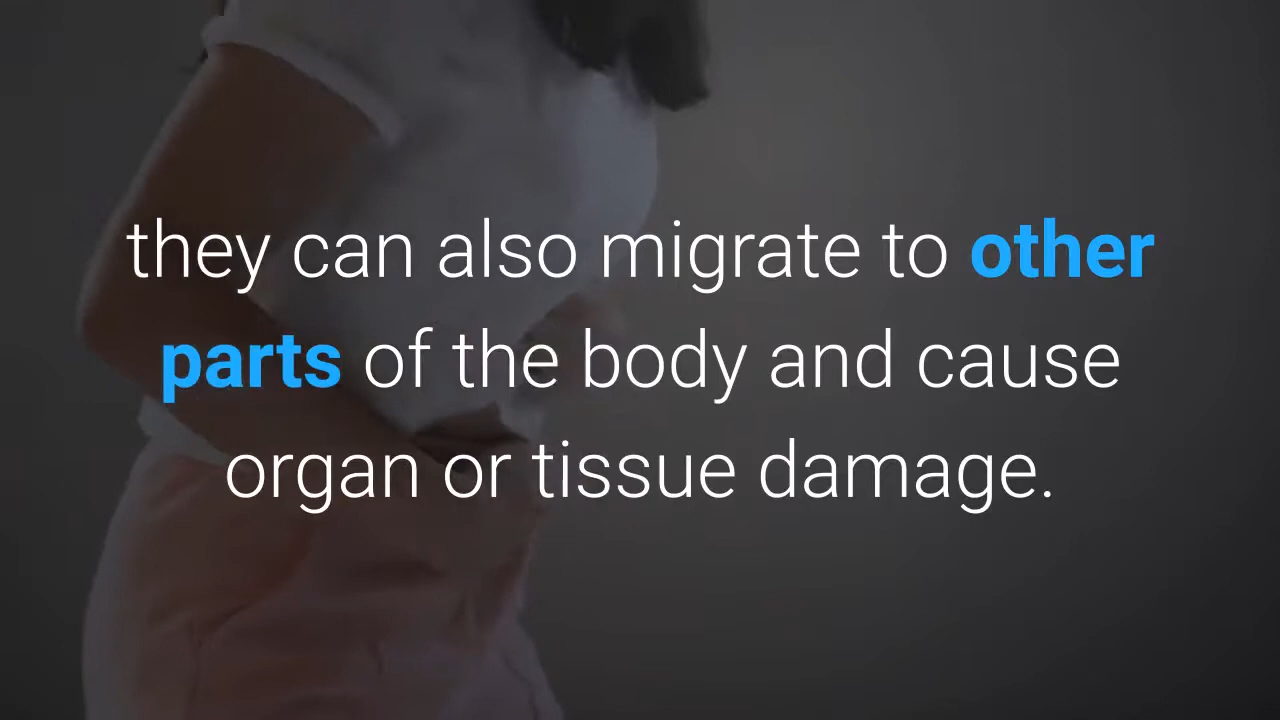 they can also migrate to other
parts of the body and cause
organ or tissue damage.